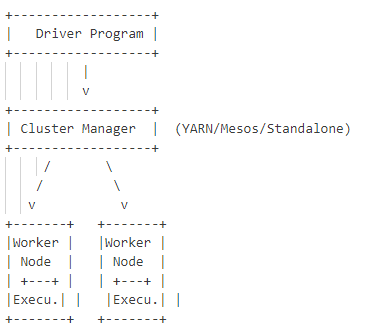 +-----------------+
|   Driver Program |
+-----------------+
          |
          v
+-----------------+
| Cluster Manager  |  (YARN/Mesos/Standalone)
+-----------------+
     /       \
    /         \
   v           v
+-------+   +-------+
|Worker |   |Worker |
| Node  |   | Node  |
| +---+ |   | +---+ |
|Execu.| |   |Execu.| |
+-------+   +-------+